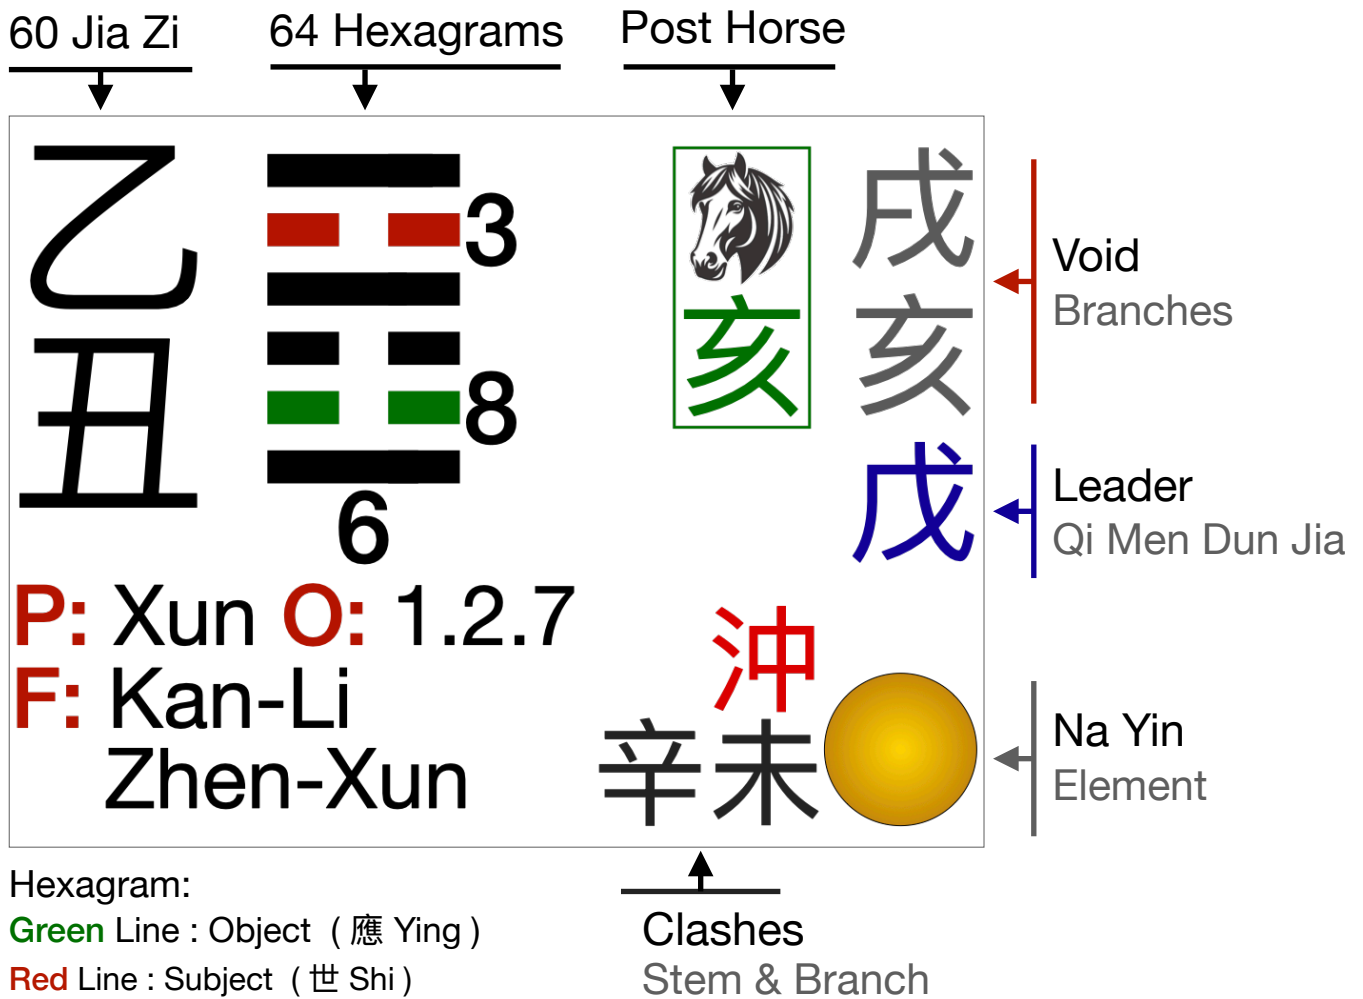 60 Jia Zi
64 Hexagrams
Post Horse
乙
丑
3
8
6
亥
戌
亥
戊
Void
Branches
Leader
Qi Men Dun Jia
P: Xun O: 1.2.7
F: Kan-Li
Zhen-Xun
沖
辛未
Na Yin
Element
Hexagram:
Green Line : Object ( 應 Ying )
Red Line : Subject ( 世 Shi )
Clashes
Stem & Branch